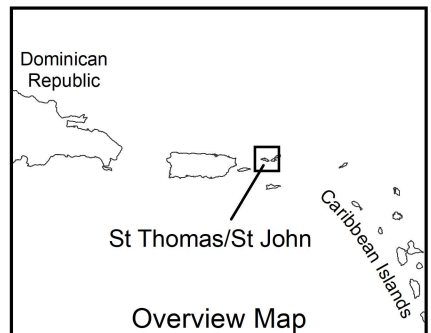 Dominican
Republic
St Thomas/St John
Caribbean Islands
Overview Map